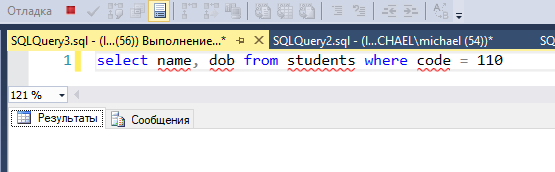 Отладка
SQLQuery3.sql - (l...(56)) Выполнение...* SQLQuery2.sql - (l...CHAEL\michael (54))* SQ
1 select name, dob from students where code = 110
121 %
Результаты Сообщения